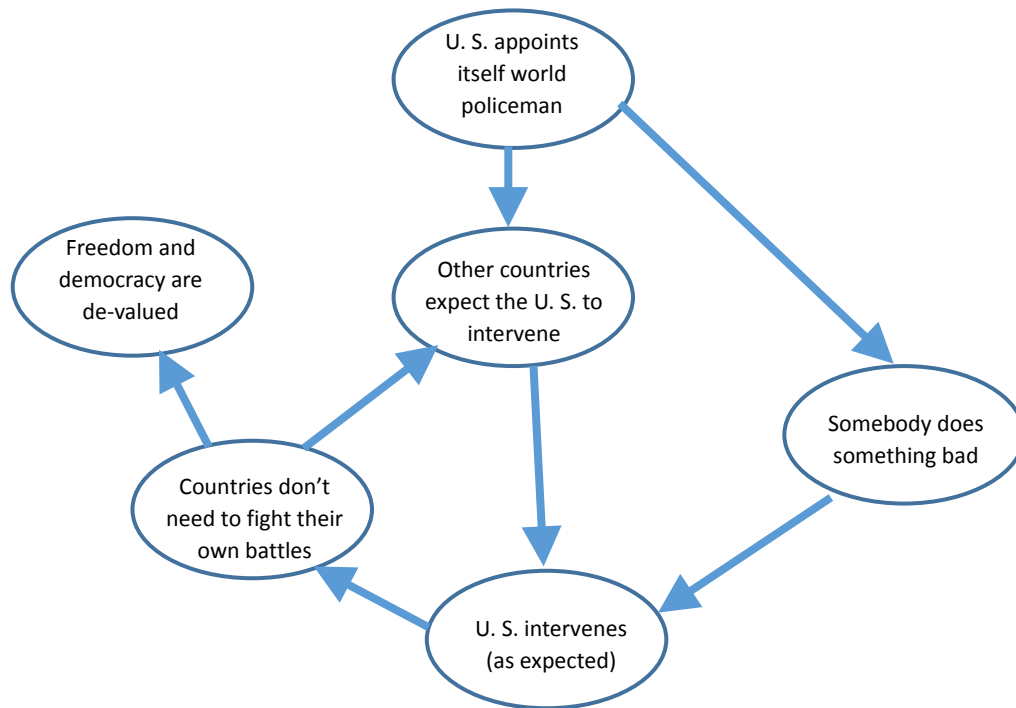 U. S. appoints
itself world
policeman
Freedom and
democracy are
de-valued
Other countries
expect the U. S. to
intervene
Somebody does
something bad
Countries don’t
need to fight their
own battles
U. S. intervenes
(as expected)